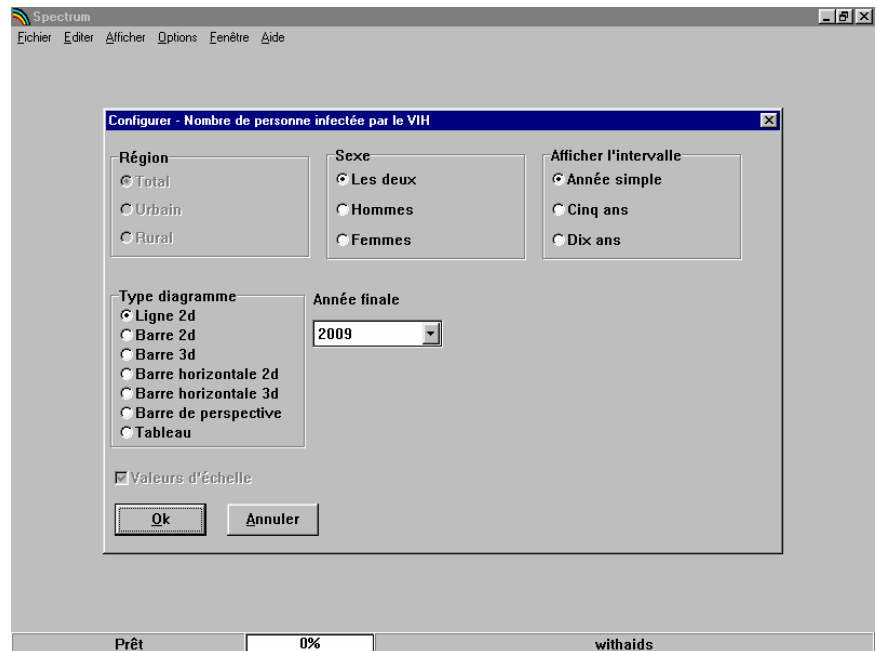 Spectrum
Fichier Editer Afficher Options Fenêtre Aide
Configurer - Nombre de personne infectée par le VIH
Région
Total
Urbain
Rural
Sexe
Les deux
Hommes
Femmes
Afficher l'intervalle
Année simple
Cinq ans
Dix ans
Type diagramme
Ligne 2d
Barre 2d
Barre 3d
Barre horizontale 2d
Barre horizontale 3d
Barre de perspective
Tableau
Année finale
2009
Valeurs d'échelle
Ok Annuler
Prêt 0% withaids